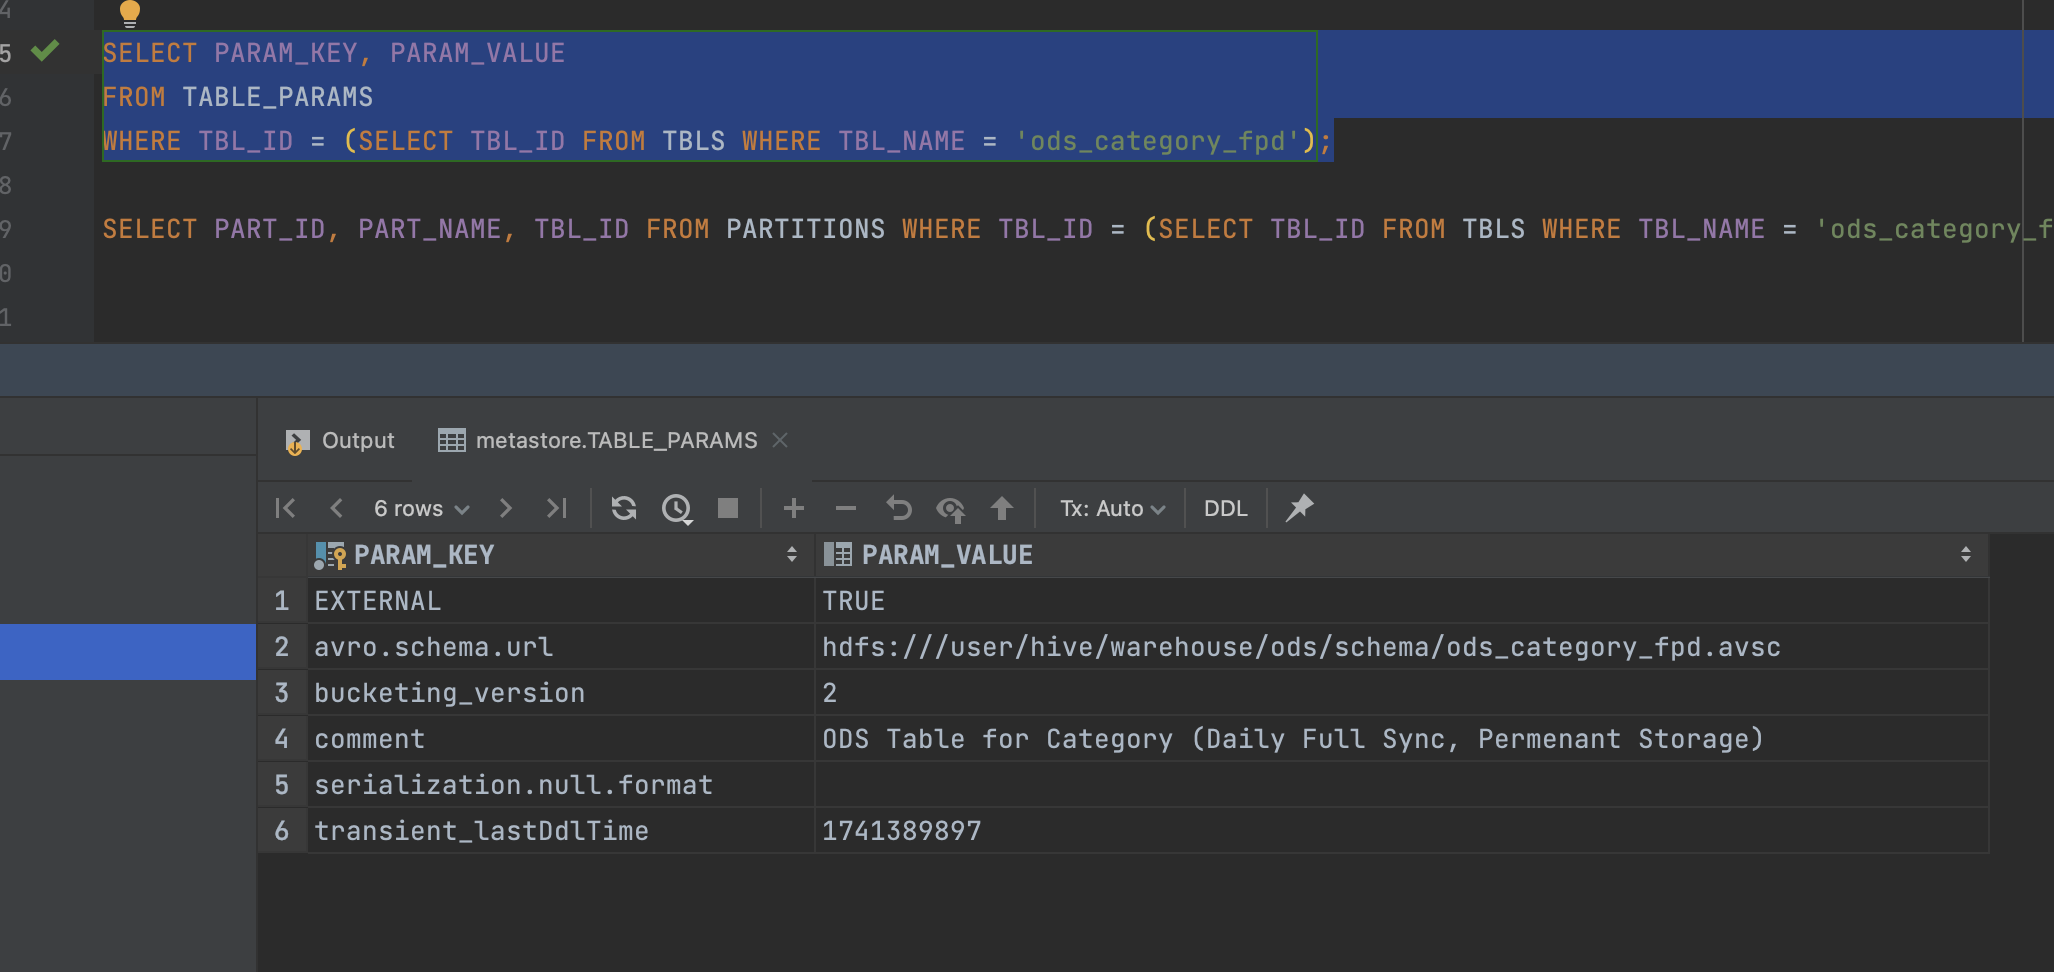 4
5 SELECT PARAM_KEY, PARAM_VALUE
6 FROM TABLE_PARAMS
7 WHERE TBL_ID = (SELECT TBL_ID FROM TBLS WHERE TBL_NAME = 'ods_category_fpd');
8
9 SELECT PART_ID, PART_NAME, TBL_ID FROM PARTITIONS WHERE TBL_ID = (SELECT TBL_ID FROM TBLS WHERE TBL_NAME = 'ods_category_f
0
1
Output metastore.TABLE_PARAMS
6 rows Tx: Auto DDL
PARAM_KEY PARAM_VALUE
1 EXTERNAL TRUE
2 avro.schema.url hdfs:///user/hive/warehouse/ods/schema/ods_category_fpd.avsc
3 bucketing_version 2
4 comment ODS Table for Category (Daily Full Sync, Permenant Storage)
5 serialization.null.format
6 transient_lastDdlTime 1741389897